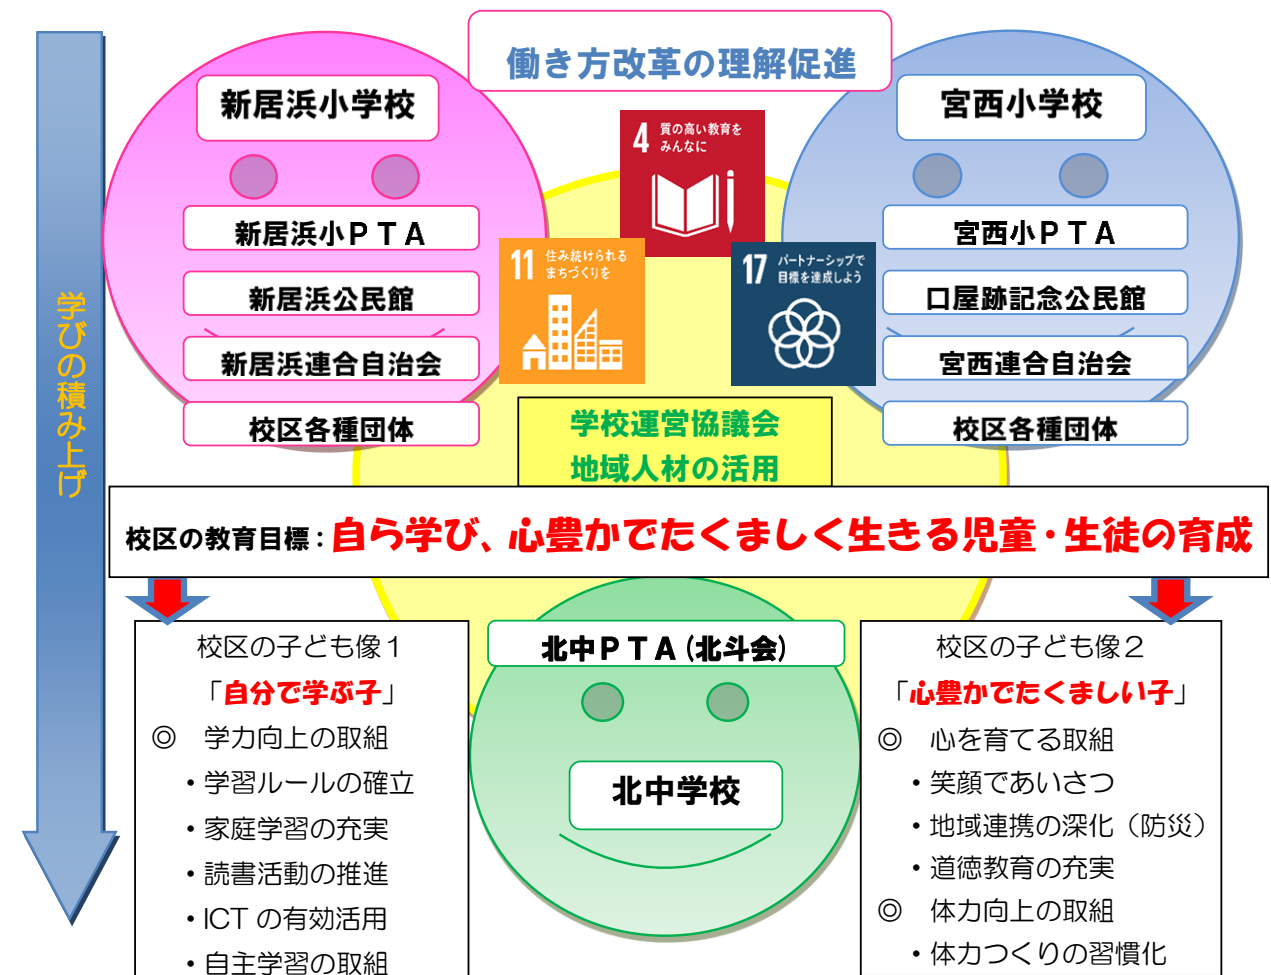 働き方改革の理解促進
新居浜小学校
新居浜小ＰＴＡ
新居浜公民館
新居浜連合自治会
校区各種団体
4 質の高い教育を
みんなに
11 住み続けられる
まちづくりを
17 パートナーシップで
目標を達成しよう
宮西小学校
宮西小ＰＴＡ
口屋跡記念公民館
宮西連合自治会
校区各種団体
学びの積み上げ
学校運営協議会
地域人材の活用
校区の教育目標：自ら学び、心豊かでたくましく生きる児童・生徒の育成
校区の子ども像１
「自分で学ぶ子」
◎　学力向上の取組
・学習ルールの確立
・家庭学習の充実
・読書活動の推進
・ICT の有効活用
・自主学習の取組
北中ＰＴＡ(北斗会)
北中学校
校区の子ども像２
「心豊かでたくましい子」
◎　心を育てる取組
・笑顔であいさつ
・地域連携の深化（防災）
・道徳教育の充実
◎　体力向上の取組
・体力つくりの習慣化